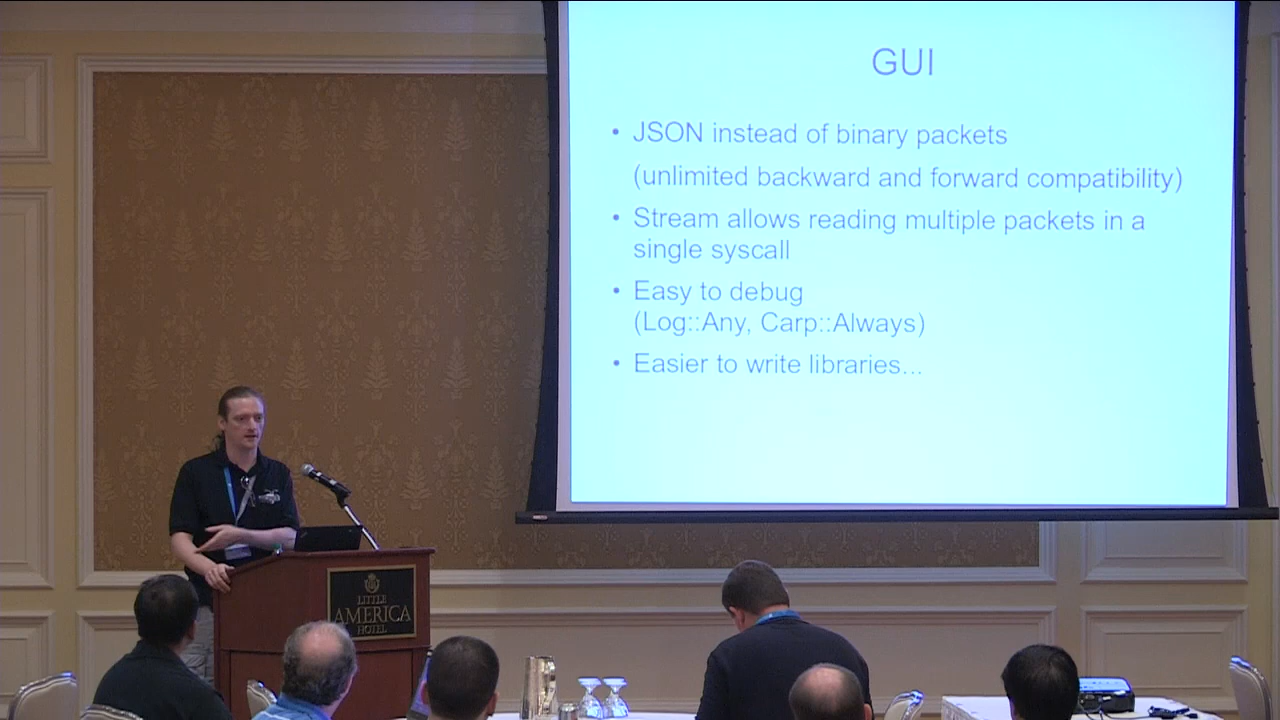 GUI
• JSON instead of binary packets
(unlimited backward and forward compatibility)
• Stream allows reading multiple packets in a
single syscall
• Easy to debug
(Log::Any, Carp::Always)
• Easier to write libraries...
LITTLE
AMERICA
HOTEL